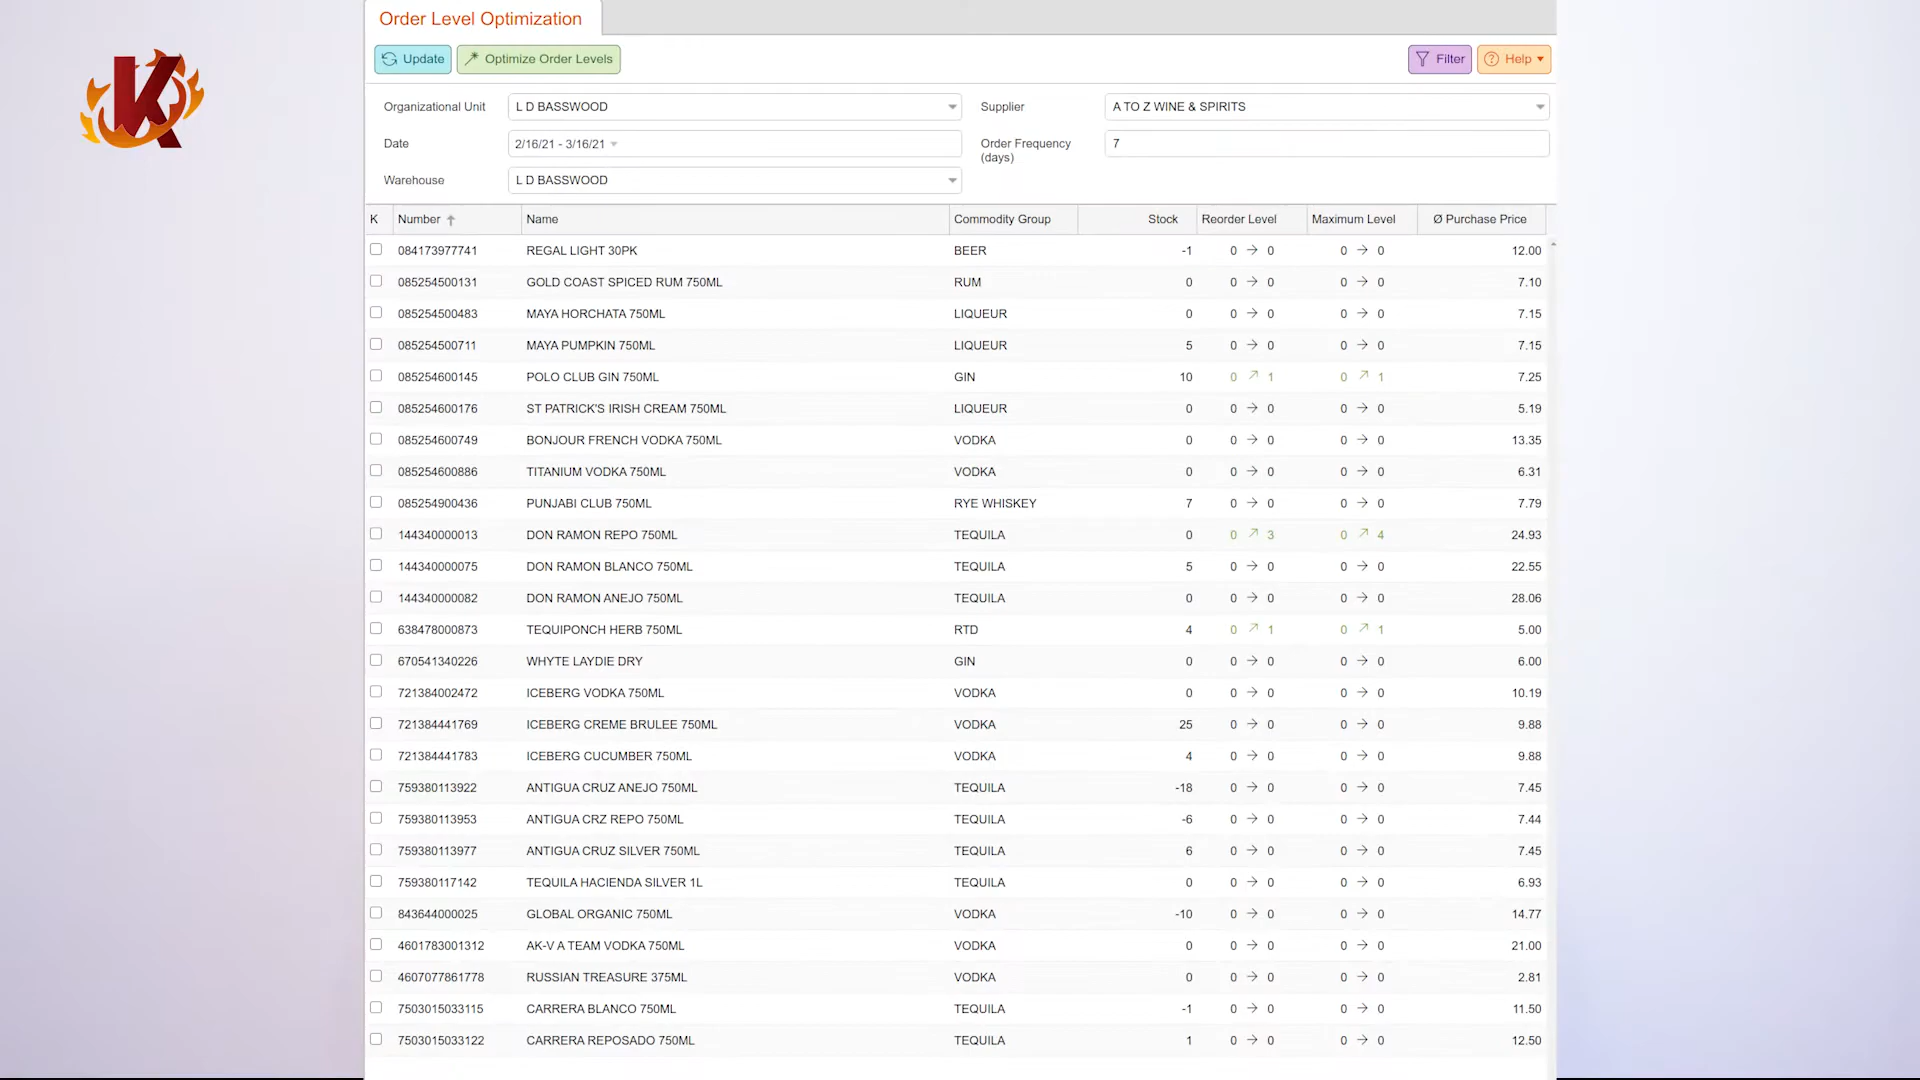 K
Order Level Optimization
Update Optimize Order Levels Filter Help
Organizational Unit L D BASSWOOD Supplier A TO Z WINE & SPIRITS
Date 2/16/21 - 3/16/21 Order Frequency (days) 7
Warehouse L D BASSWOOD
K Number Name Commodity Group Stock Reorder Level Maximum Level Ø Purchase Price
084173977741 REGAL LIGHT 30PK BEER -1 0 → 0 0 → 0 12.00
085254500131 GOLD COAST SPICED RUM 750ML RUM 0 0 → 0 0 → 0 7.10
085254500483 MAYA HORCHATA 750ML LIQUEUR 0 0 → 0 0 → 0 7.15
085254500711 MAYA PUMPKIN 750ML LIQUEUR 5 0 → 0 0 → 0 7.15
085254600145 POLO CLUB GIN 750ML GIN 10 0 ↗ 1 0 ↗ 1 7.25
085254600176 ST PATRICK'S IRISH CREAM 750ML LIQUEUR 0 0 → 0 0 → 0 5.19
085254600749 BONJOUR FRENCH VODKA 750ML VODKA 0 0 → 0 0 → 0 13.35
085254600886 TITANIUM VODKA 750ML VODKA 0 0 → 0 0 → 0 6.31
085254900436 PUNJABI CLUB 750ML RYE WHISKEY 7 0 → 0 0 → 0 7.79
144340000013 DON RAMON REPO 750ML TEQUILA 0 0 ↗ 3 0 ↗ 4 24.93
144340000075 DON RAMON BLANCO 750ML TEQUILA 5 0 → 0 0 → 0 22.55
144340000082 DON RAMON ANEJO 750ML TEQUILA 0 0 → 0 0 → 0 28.06
638478000873 TEQUIPONCH HERB 750ML RTD 4 0 ↗ 1 0 ↗ 1 5.00
670541340226 WHYTE LAYDIE DRY GIN 0 0 → 0 0 → 0 6.00
721384002472 ICEBERG VODKA 750ML VODKA 0 0 → 0 0 → 0 10.19
721384441769 ICEBERG CREME BRULEE 750ML VODKA 25 0 → 0 0 → 0 9.88
721384441783 ICEBERG CUCUMBER 750ML VODKA 4 0 → 0 0 → 0 9.88
759380113922 ANTIGUA CRUZ ANEJO 750ML TEQUILA -18 0 → 0 0 → 0 7.45
759380113953 ANTIGUA CRZ REPO 750ML TEQUILA -6 0 → 0 0 → 0 7.44
759380113977 ANTIGUA CRUZ SILVER 750ML TEQUILA 6 0 → 0 0 → 0 7.45
759380117142 TEQUILA HACIENDA SILVER 1L TEQUILA 0 0 → 0 0 → 0 6.93
843644000025 GLOBAL ORGANIC 750ML VODKA -10 0 → 0 0 → 0 14.77
4601783001312 AK-V A TEAM VODKA 750ML VODKA 0 0 → 0 0 → 0 21.00
4607077861778 RUSSIAN TREASURE 375ML VODKA 0 0 → 0 0 → 0 2.81
7503015033115 CARRERA BLANCO 750ML TEQUILA -1 0 → 0 0 → 0 11.50
7503015033122 CARRERA REPOSADO 750ML TEQUILA 1 0 → 0 0 → 0 12.50